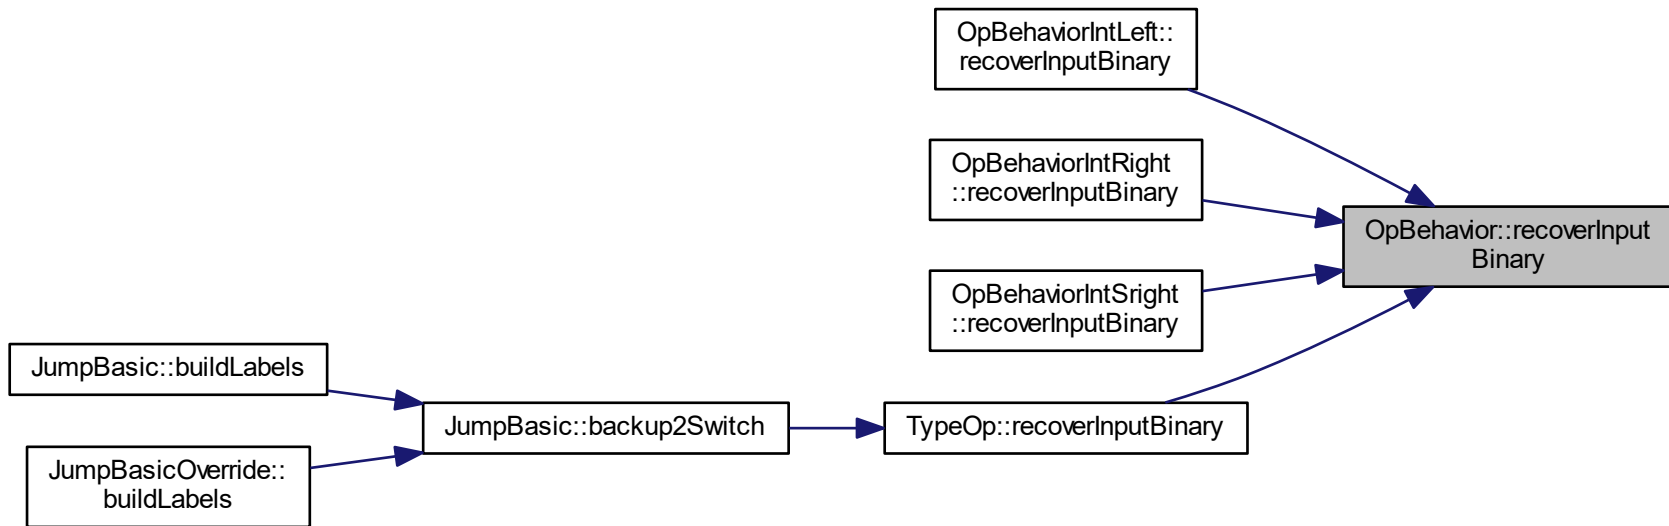 OpBehaviorIntLeft::
recoverInputBinary
OpBehaviorIntRight
::recoverInputBinary
OpBehavior::recoverInput
Binary
OpBehaviorIntSright
::recoverInputBinary
JumpBasic::buildLabels
JumpBasic::backup2Switch
TypeOp::recoverInputBinary
JumpBasicOverride::
buildLabels